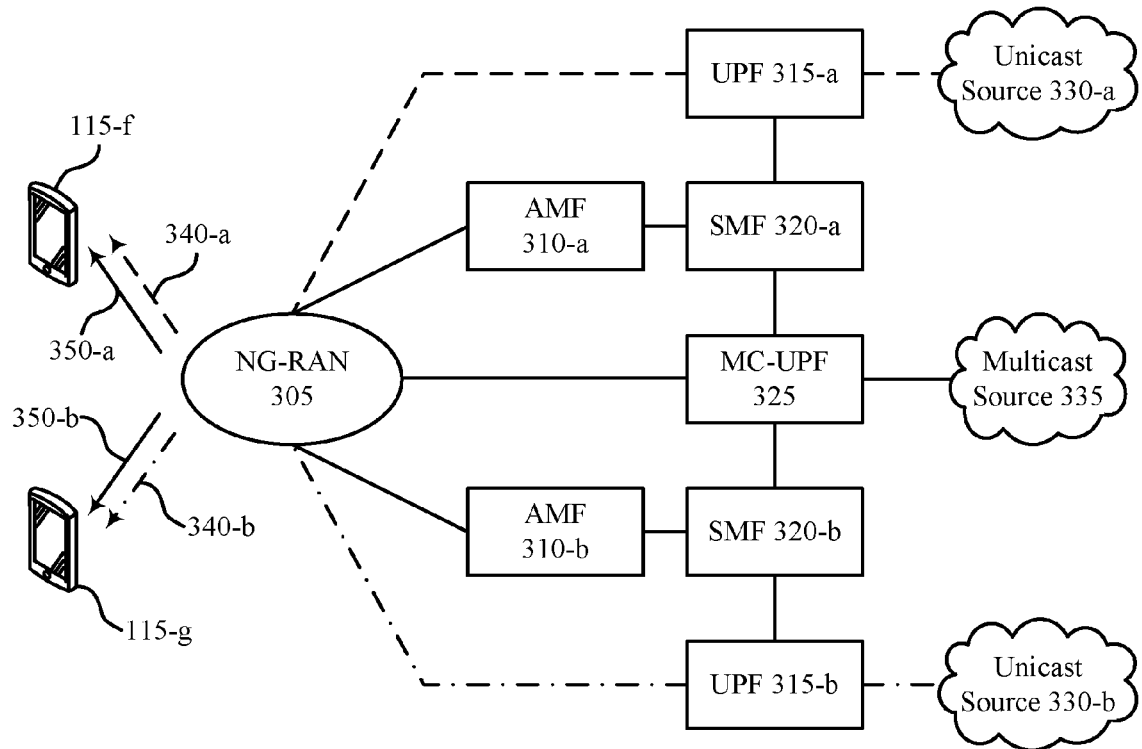 UPF 315-a
Unicast
Source 330-a
115-f
340-a
AMF
310-a
SMF 320-a
350-a
NG-RAN
305
MC-UPF
325
Multicast
Source 335
350-b
340-b
AMF
310-b
SMF 320-b
115-g
UPF 315-b
Unicast
Source 330-b